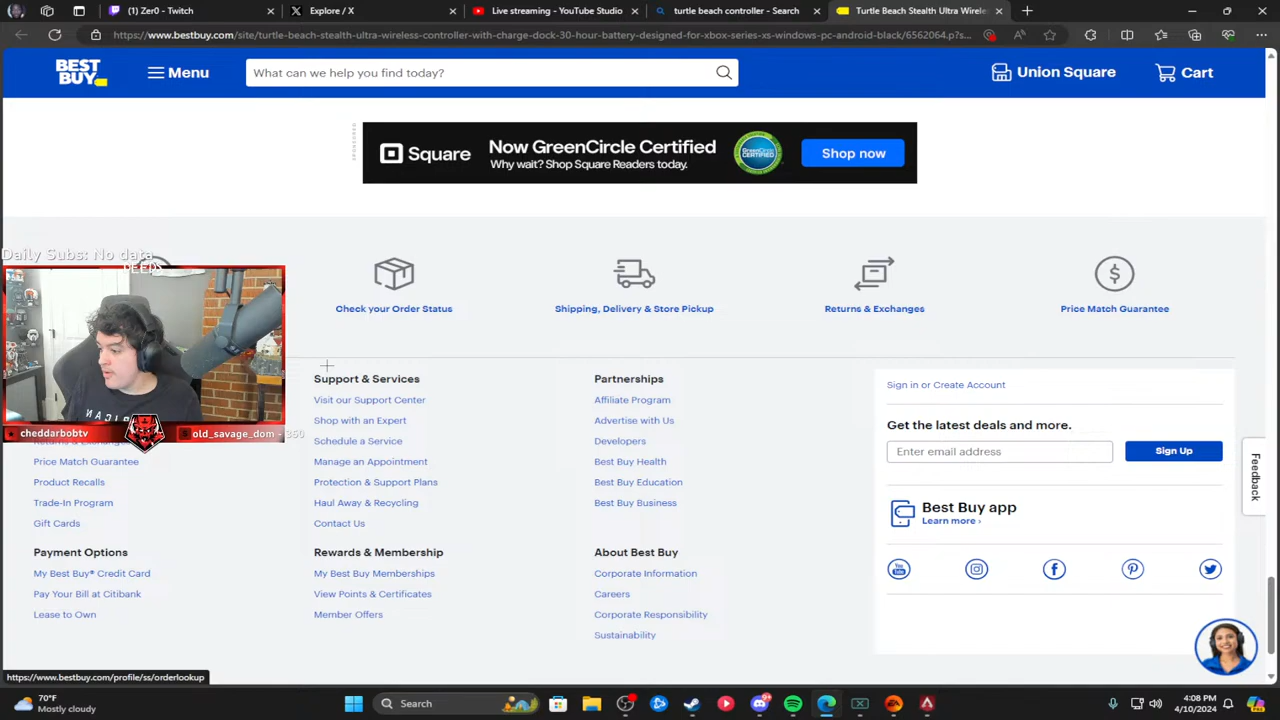 (1) Zer0 - Twitch
Explore / X
Live streaming - YouTube Studio
turtle beach controller - Search
Turtle Beach Stealth Ultra Wirele
https://www.bestbuy.com/site/turtle-beach-stealth-ultra-wireless-controller-with-charge-dock-30-hour-battery-designed-for-xbox-series-xs-windows-pc-android-black/6562064.p?s...
BEST BUY
Menu
What can we help you find today?
Union Square
Cart
SPONSORED
Square
Now GreenCircle Certified
Why wait? Shop Square Readers today.
GREENCIRCLE CERTIFIED
Shop now
Daily Subs: No data
PEEPS
Check your Order Status
Shipping, Delivery & Store Pickup
Returns & Exchanges
Price Match Guarantee
cheddarbobtv
old_savage_dom - 360
Returns & Exchanges
Price Match Guarantee
Product Recalls
Trade-In Program
Gift Cards
Payment Options
My Best Buy® Credit Card
Pay Your Bill at Citibank
Lease to Own
Support & Services
Visit our Support Center
Shop with an Expert
Schedule a Service
Manage an Appointment
Protection & Support Plans
Haul Away & Recycling
Contact Us
Rewards & Membership
My Best Buy Memberships
View Points & Certificates
Member Offers
Partnerships
Affiliate Program
Advertise with Us
Developers
Best Buy Health
Best Buy Education
Best Buy Business
About Best Buy
Corporate Information
Careers
Corporate Responsibility
Sustainability
Sign in or Create Account
Get the latest deals and more.
Enter email address
Sign Up
Best Buy app
Learn more ›
Feedback
https://www.bestbuy.com/profile/ss/orderlookup
70°F
Mostly cloudy
Search
4:08 PM
4/10/2024